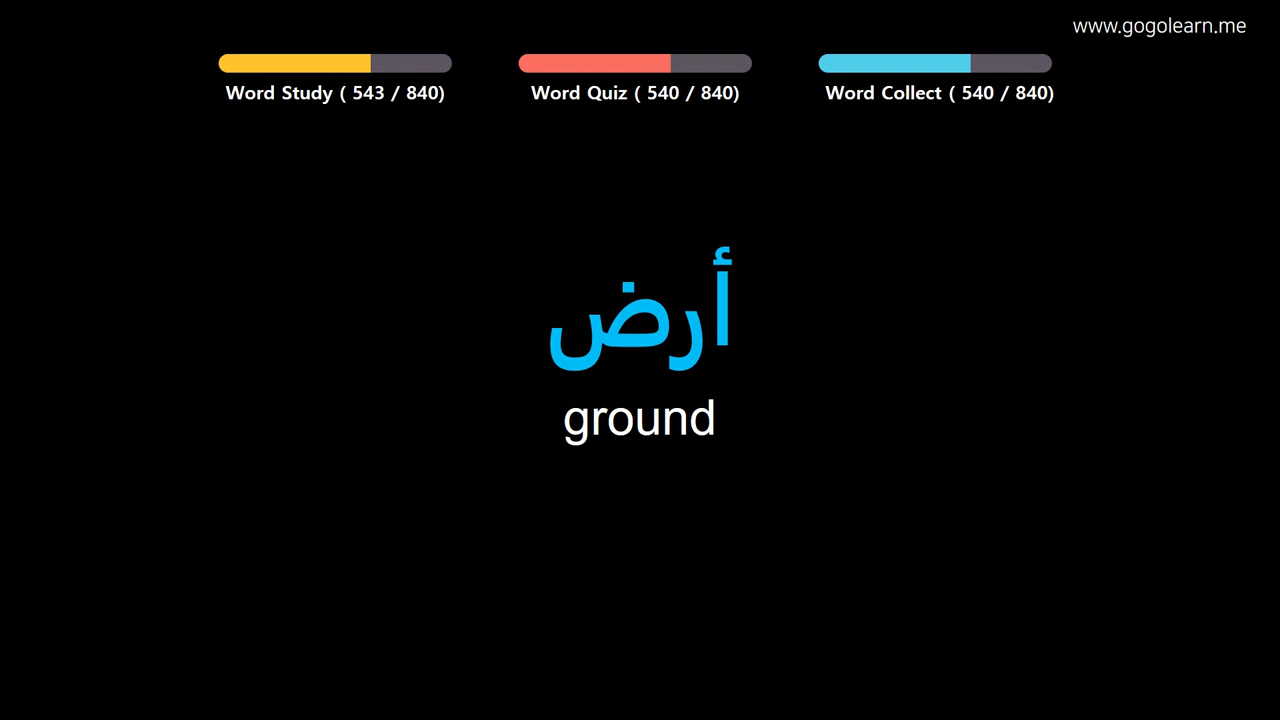 www.gogolearn.me
Word Study ( 543 / 840)
Word Quiz ( 540 / 840)
Word Collect ( 540 / 840)
أرض
ground